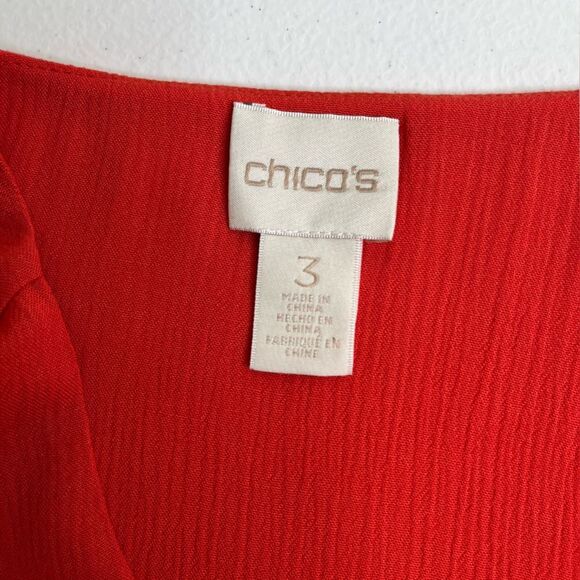 chico's
3
MADE IN
CHINA
HECHO EN
CHINA
FABRIQUÉ EN
CHINE